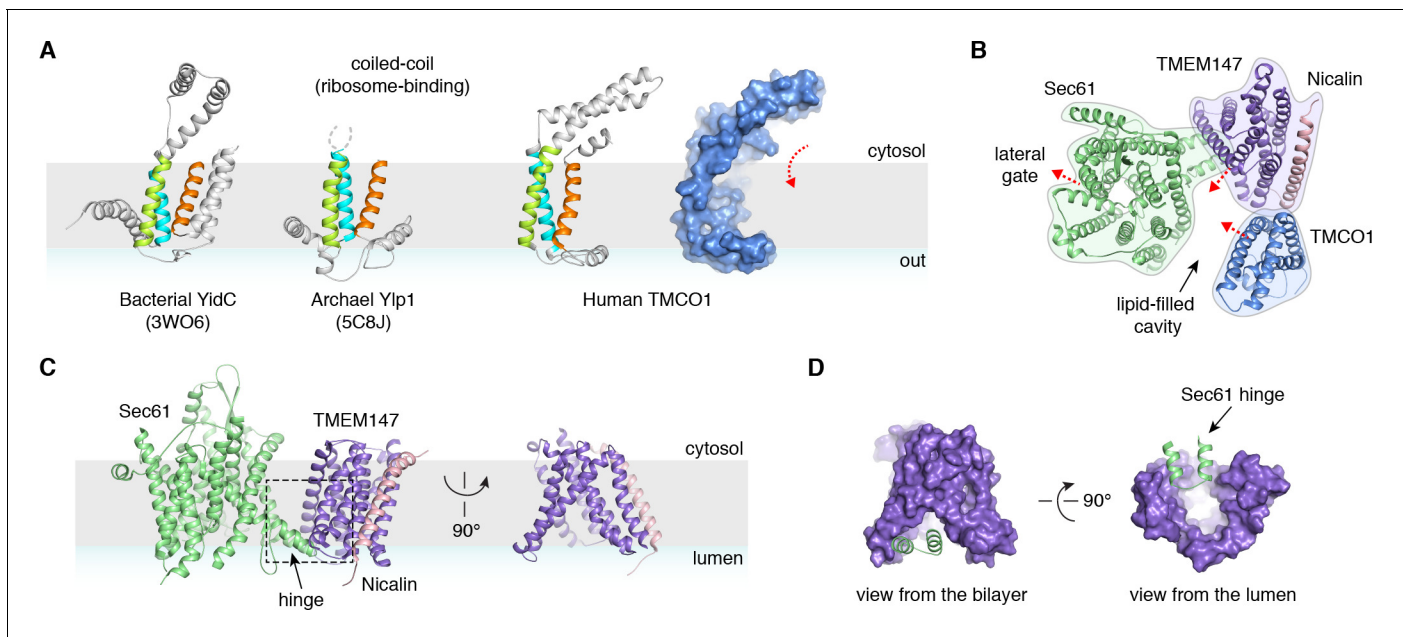 A
coiled-coil
(ribosome-binding)
cytosol
out
Bacterial YidC
(3WO6)
Archael Ylp1
(5C8J)
Human TMCO1
B
TMEM147
Nicalin
Sec61
lateral
gate
TMCO1
lipid-filled
cavity
C
Sec61
TMEM147
cytosol
90°
lumen
Nicalin
hinge
D
Sec61 hinge
90°
view from the bilayer
view from the lumen